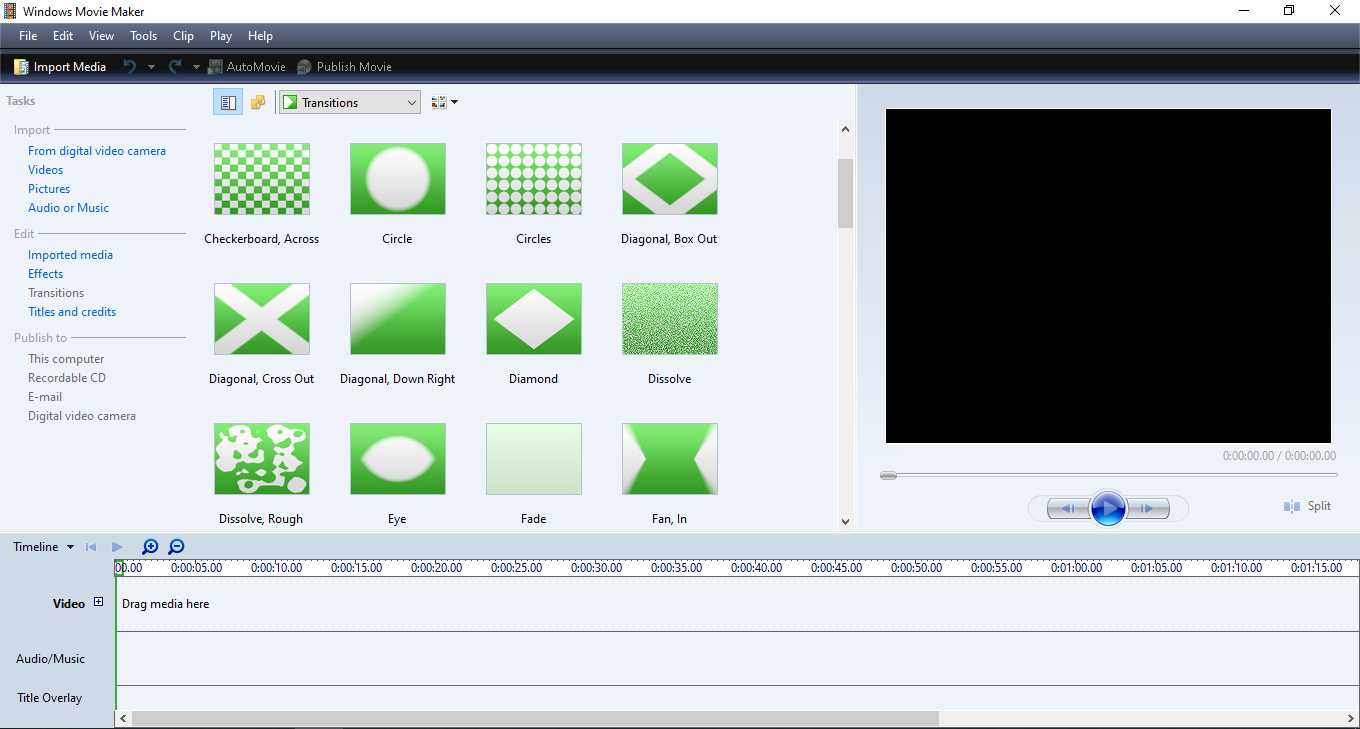 Windows Movie Maker
File Edit View Tools Clip Play Help
Import Media AutoMovie Publish Movie
Tasks
Import
From digital video camera
Videos
Pictures
Audio or Music
Edit
Imported media
Effects
Transitions
Titles and credits
Publish to
This computer
Recordable CD
E-mail
Digital video camera
Transitions
Checkerboard, Across Circle Circles Diagonal, Box Out
Diagonal, Cross Out Diagonal, Down Right Diamond Dissolve
Dissolve, Rough Eye Fade Fan, In
0:00:00.00 / 0:00:00.00
Split
Timeline
00.00 0:00:05.00 0:00:10.00 0:00:15.00 0:00:20.00 0:00:25.00 0:00:30.00 0:00:35.00 0:00:40.00 0:00:45.00 0:00:50.00 0:00:55.00 0:01:00.00 0:01:05.00 0:01:10.00 0:01:15.00
Video Drag media here
Audio/Music
Title Overlay